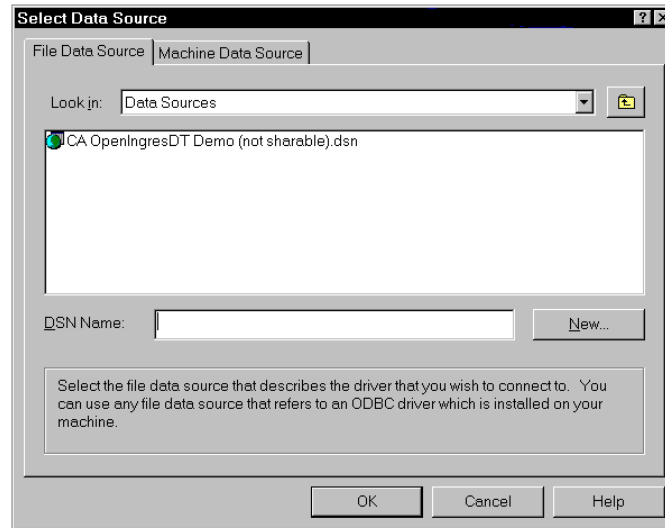 Select Data Source
File Data Source
Machine Data Source
Look in:
Data Sources
CA OpenIngresDT Demo (not sharable).dsn
DSN Name:
New...
Select the file data source that describes the driver that you wish to connect to. You
can use any file data source that refers to an ODBC driver which is installed on your
machine.
OK
Cancel
Help